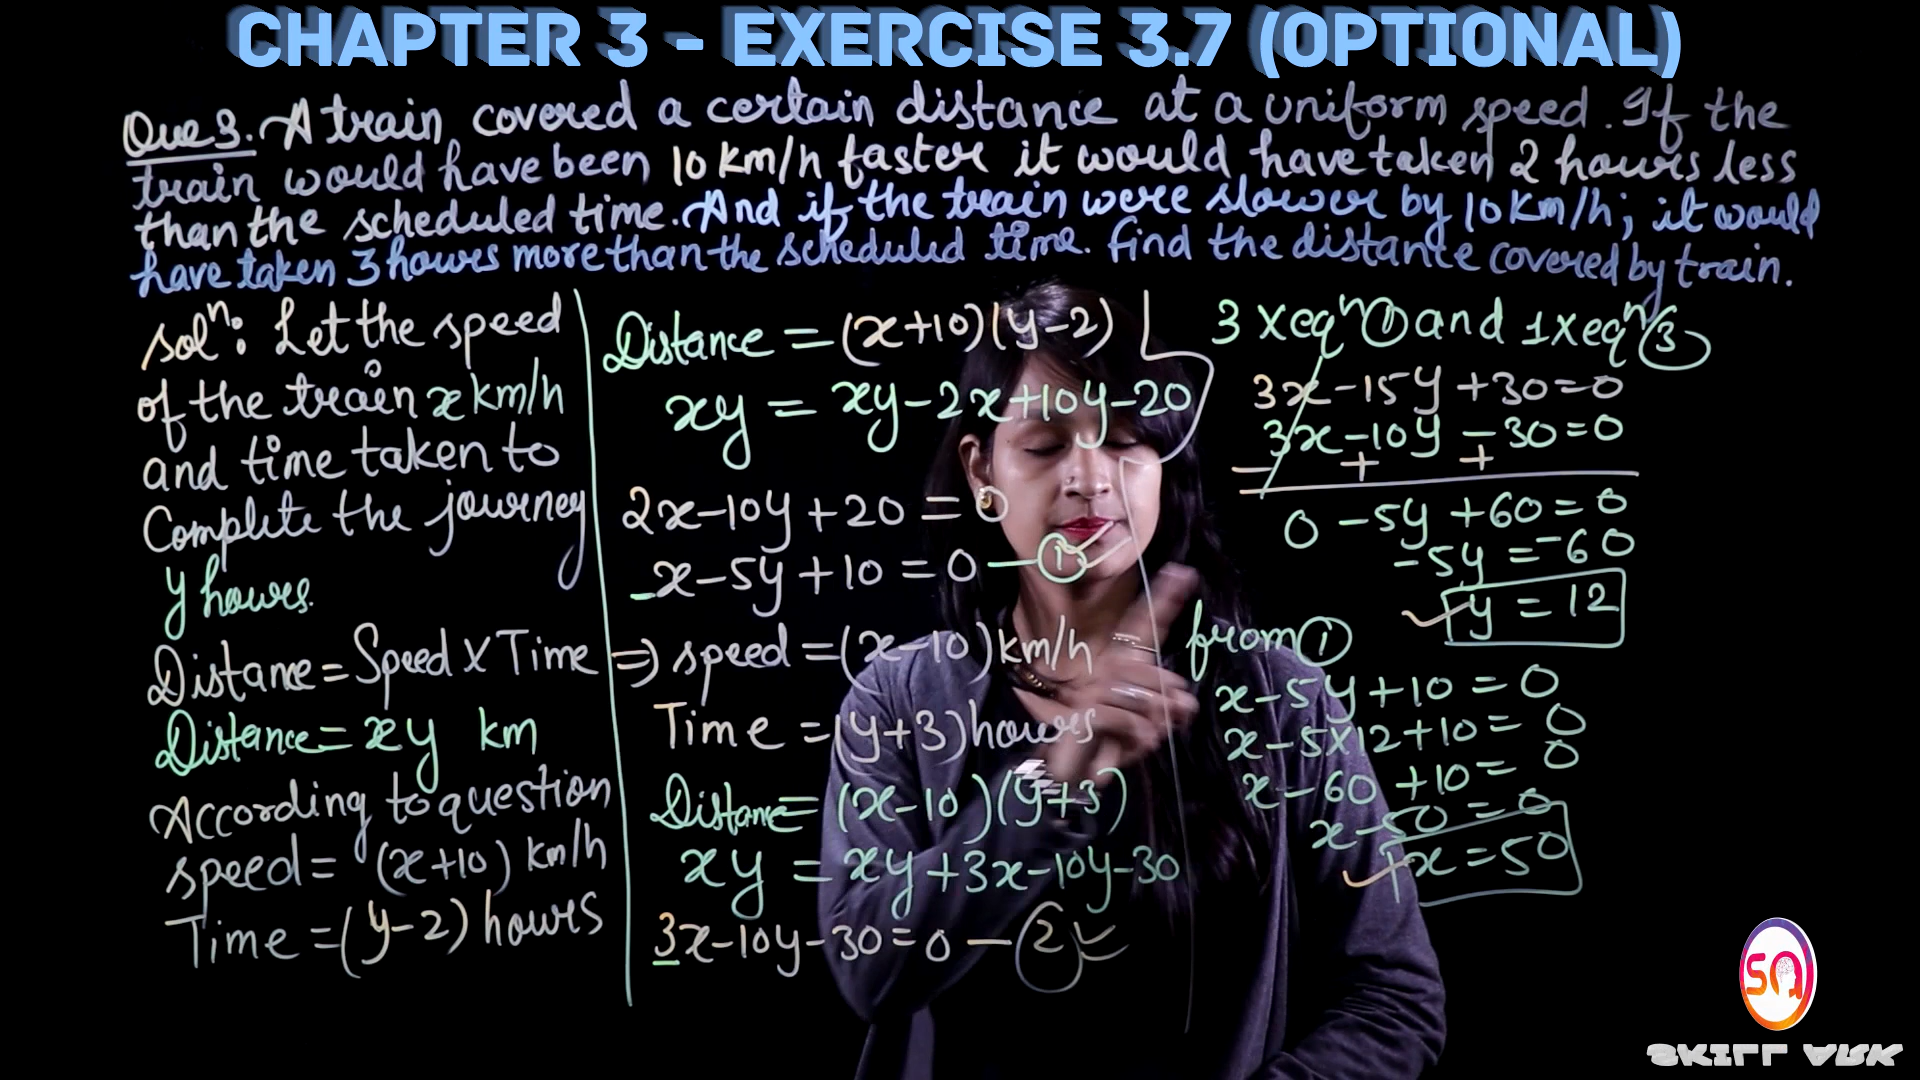 CHAPTER 3 - EXERCISE 3.7 (OPTIONAL)
Que 3. A train covered a certain distance at a uniform speed. If the
train would have been 10 km/h faster it would have taken 2 hours less
than the scheduled time. And if the train were slower by 10 km/h; it would
have taken 3 hours more than the scheduled time. Find the distance covered by train.
solⁿ: Let the speed
of the train x km/h
and time taken to
Complete the journey
y hours.
Distance = Speed X Time
Distance = xy km
According to question
speed = (x+10) km/h
Time = (y-2) hours
Distance = (x+10)(y-2)
xy = xy-2x+10y-20
2x-10y+20 = 0
x-5y+10 = 0 — ①
=> speed = (x-10) km/h
Time = (y+3) hours
Distance = (x-10)(y+3)
xy = xy+3x-10y-30
3x-10y-30=0 — ②
3 X eqⁿ ① and 1 X eqⁿ ③
3x-15y+30=0
3x-10y-30=0
- + +
0 -5y +60=0
-5y = -60
y = 12
from ①
x-5y+10 = 0
x-5X12+10= 0
x-60+10= 0
x-50=0
x=50
SA
SKILL ARK